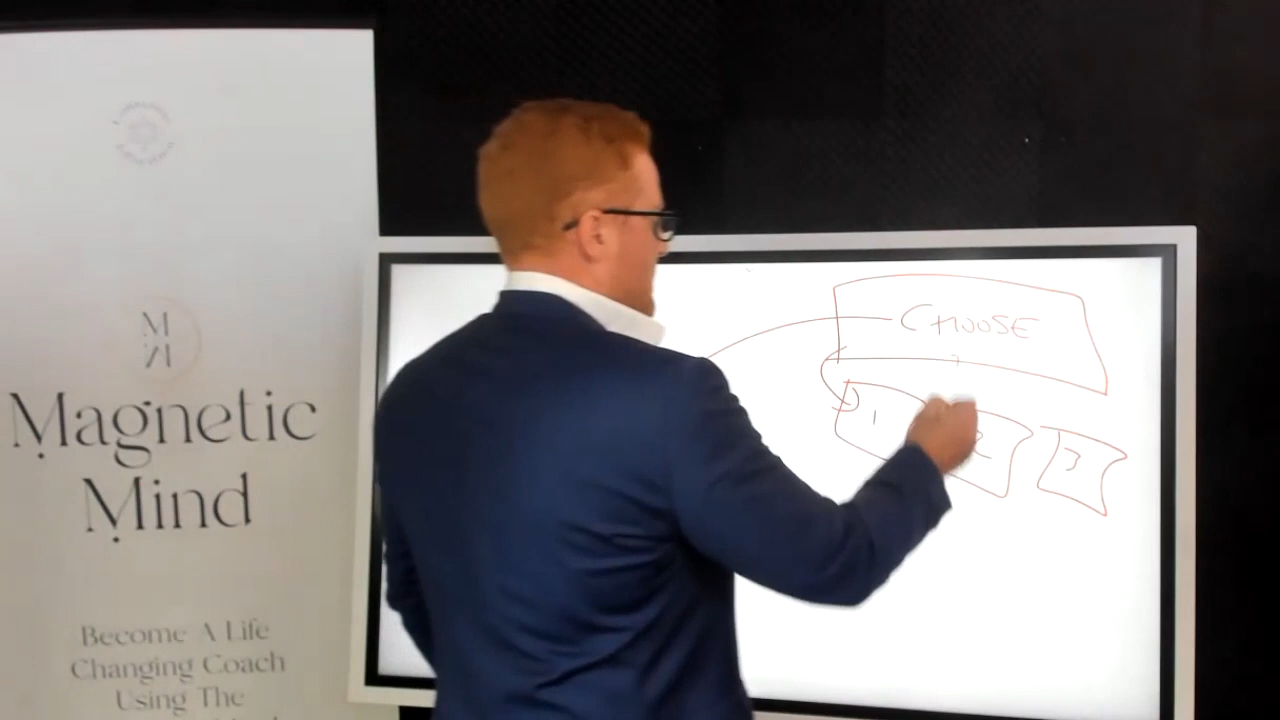 M
M
Magnetic
Mind
Become A Life
Changing Coach
Using The
CHOOSE
1
2
3